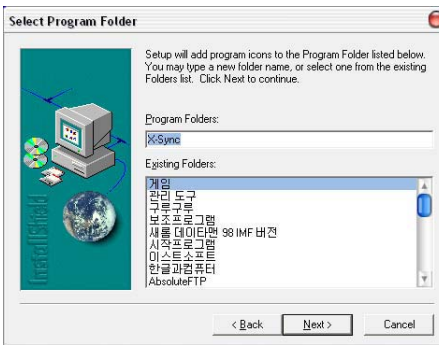 Select Program Folder
Setup will add program icons to the Program Folder listed below.
You may type a new folder name, or select one from the existing
Folders list. Click Next to continue.
Program Folders:
X-Sync
Existing Folders:
게임
관리 도구
구루구루
보조프로그램
새롬 데이타맨 98 IMF 버전
시작프로그램
이스트소프트
한글과컴퓨터
AbsoluteFTP
InstallShield
< Back
Next >
Cancel